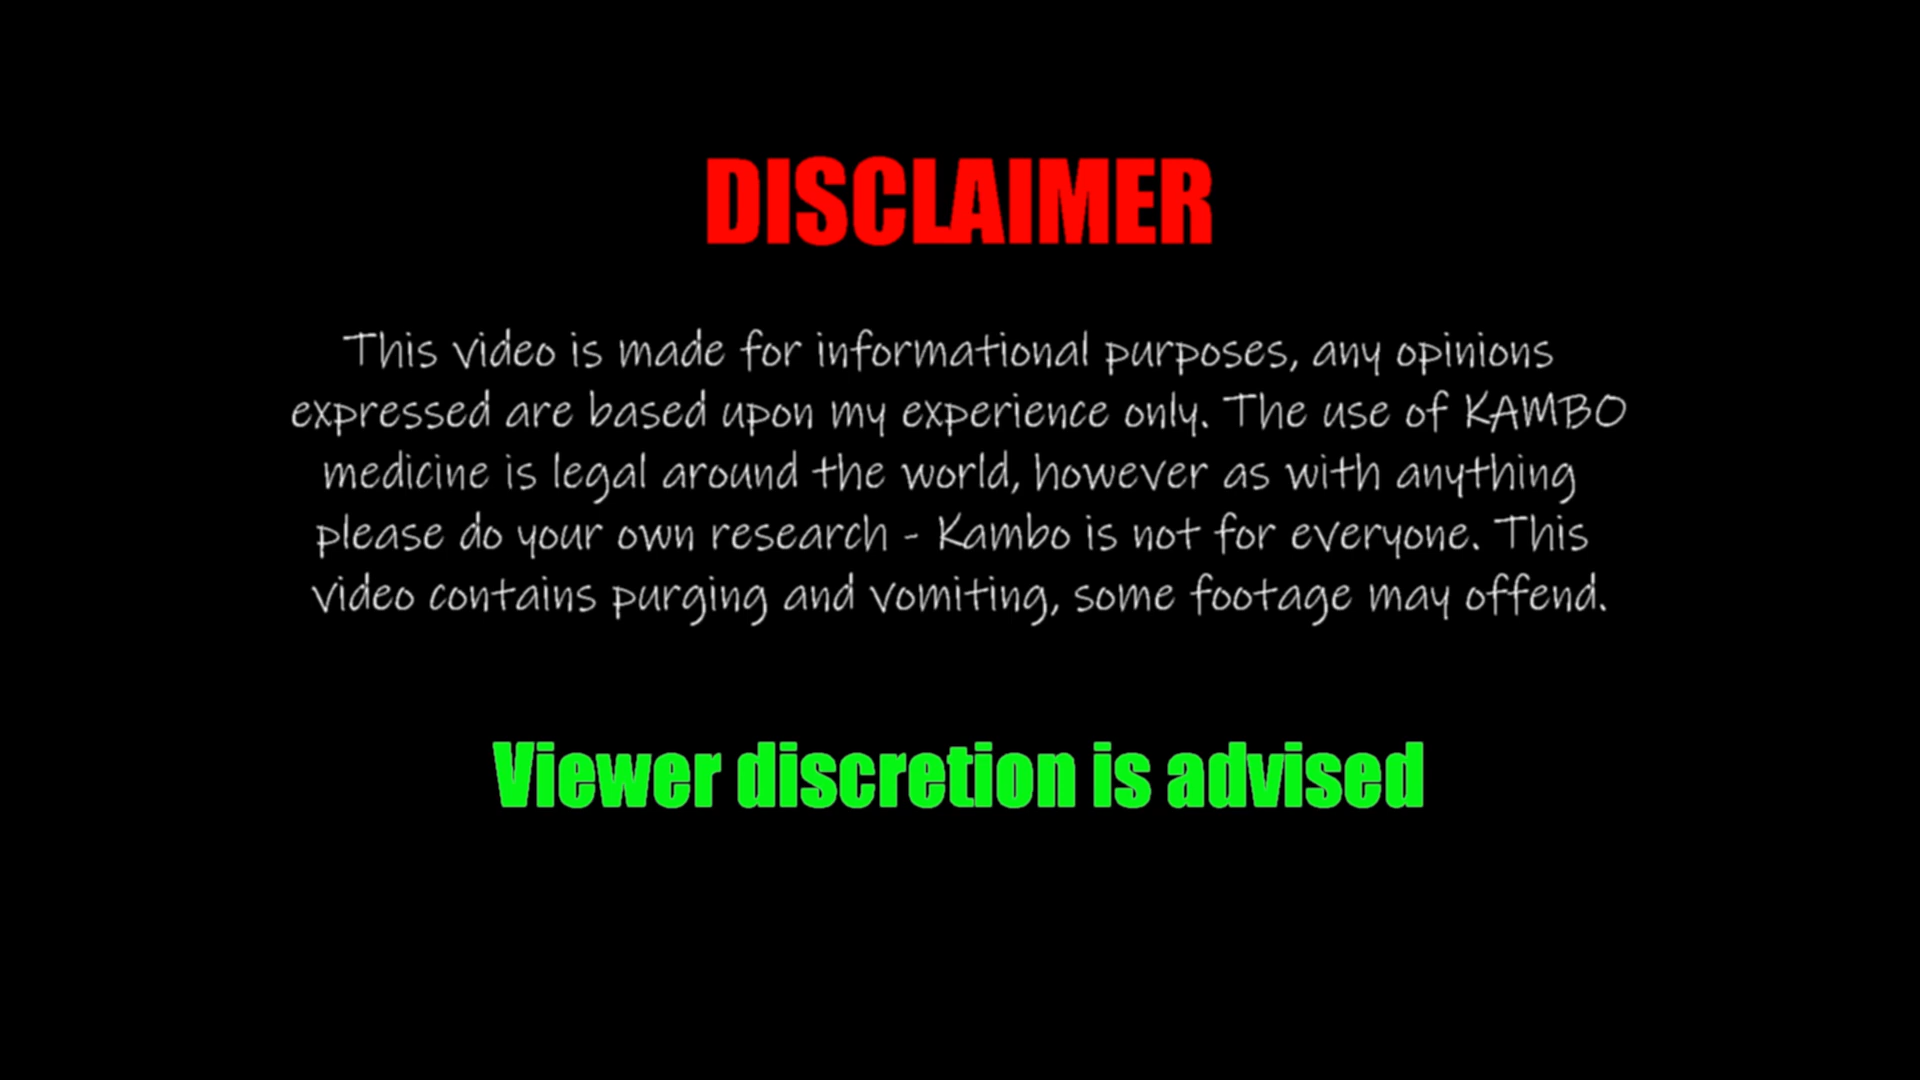 DISCLAIMER
This video is made for informational purposes, any opinions
expressed are based upon my experience only. The use of KAMBO
medicine is legal around the world, however as with anything
please do your own research - Kambo is not for everyone. This
video contains purging and vomiting, some footage may offend.
Viewer discretion is advised